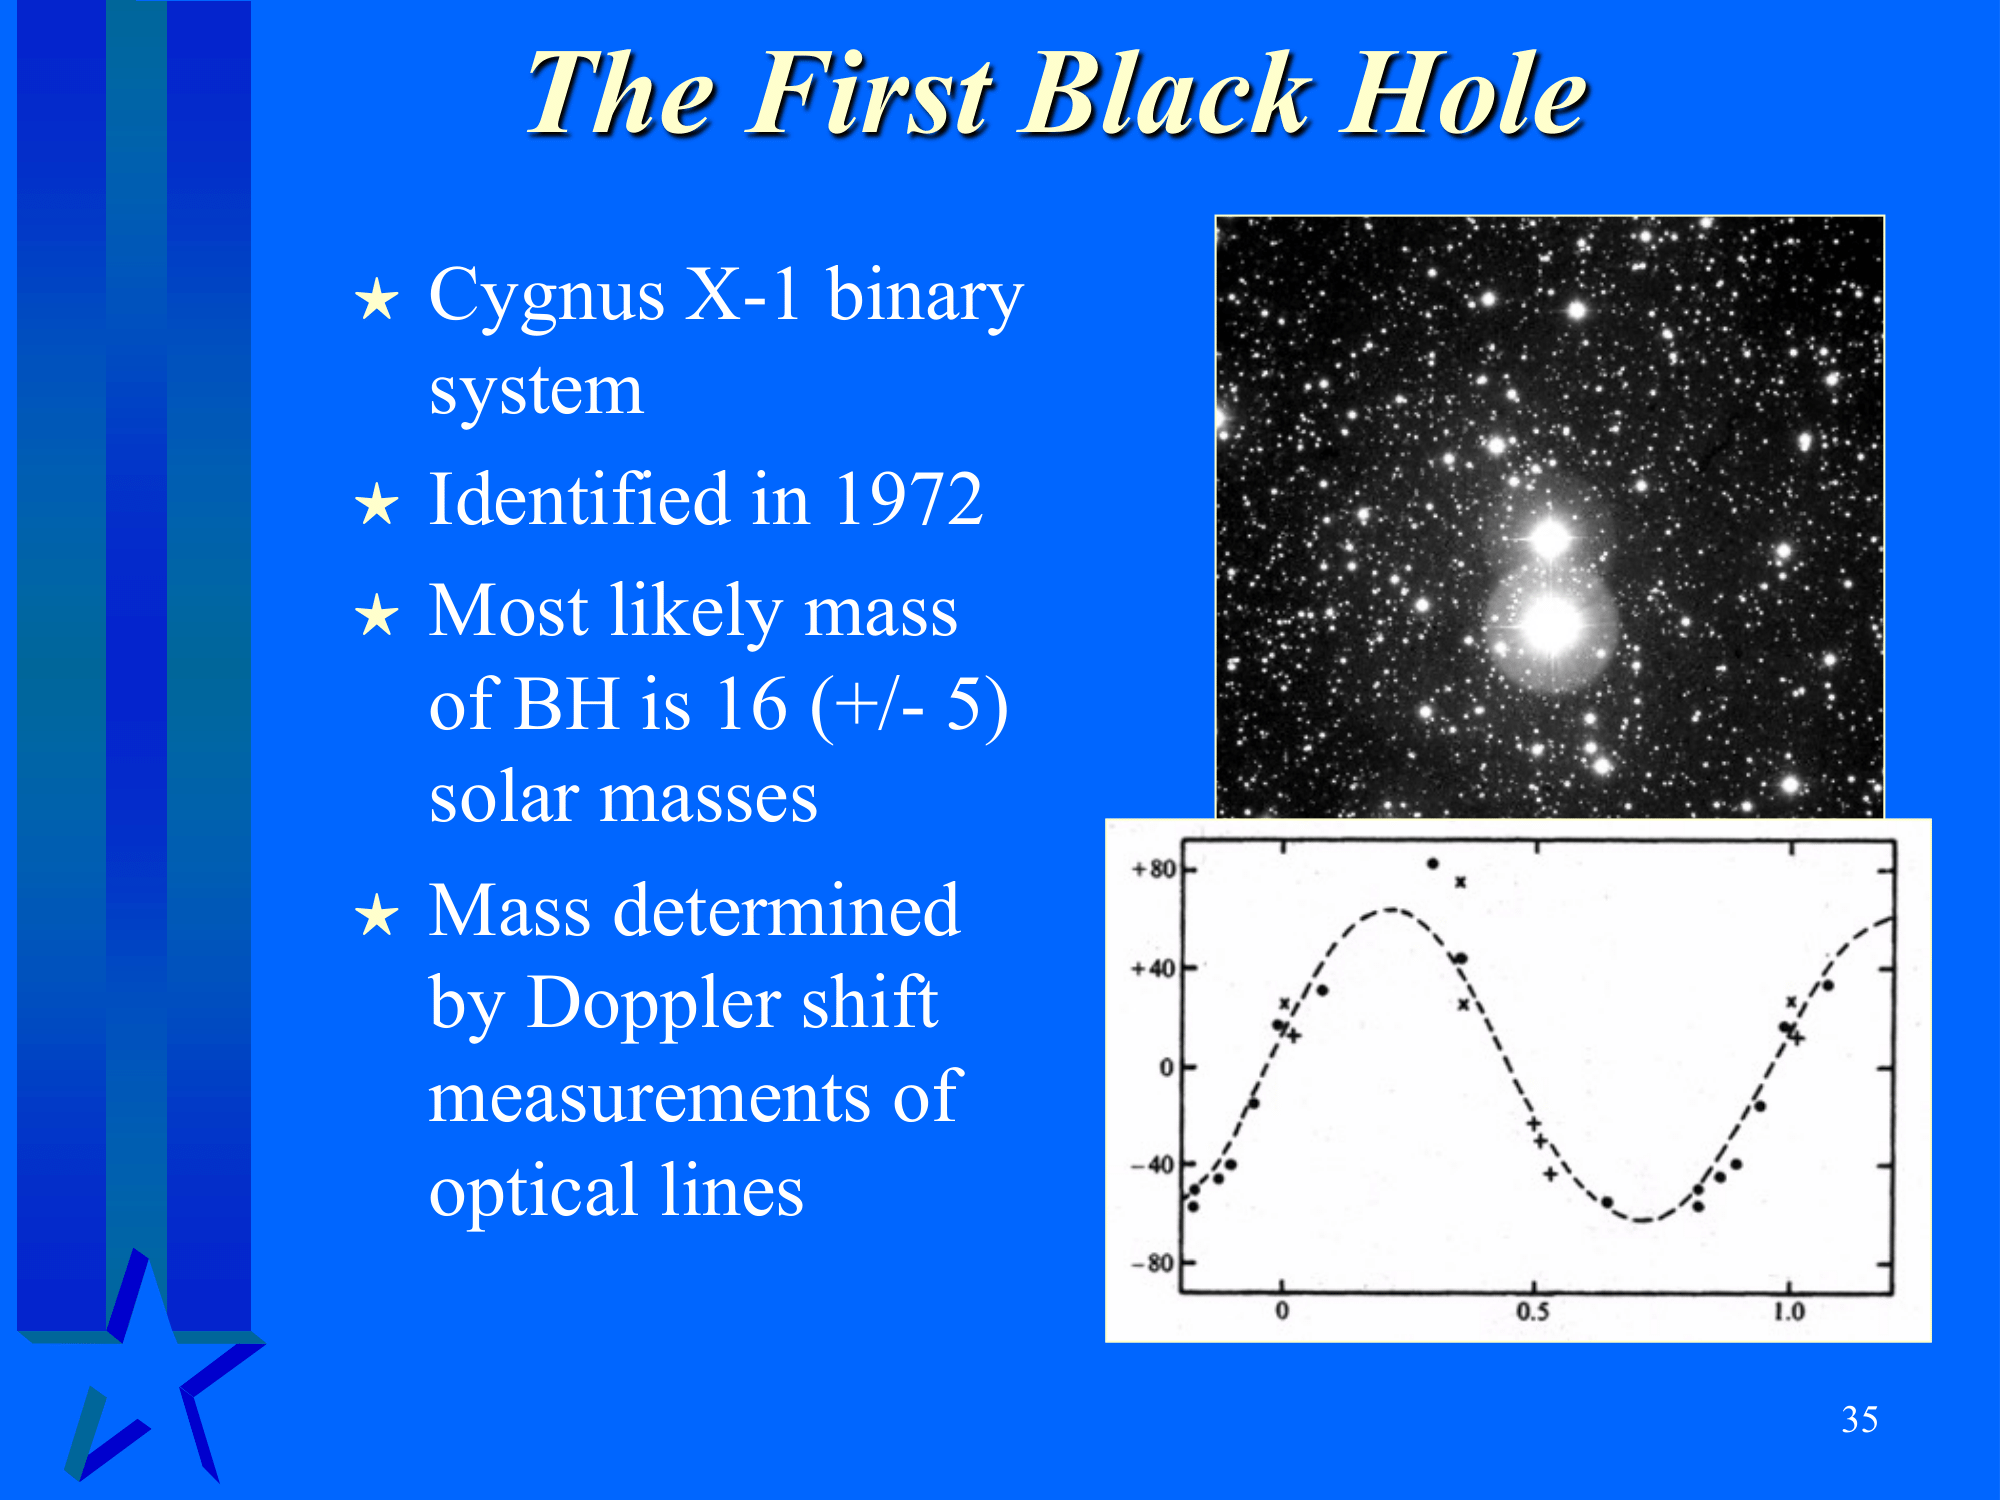 The First Black Hole
Cygnus X-1 binary
system
Identified in 1972
Most likely mass
of BH is 16 (+/- 5)
solar masses
Mass determined
by Doppler shift
measurements of
optical lines
+80
+40
0
−40
−80
0 0.5 1.0
35